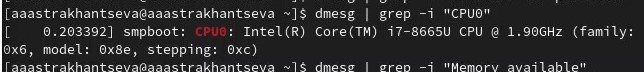 [aaastrakhantseva@aaastrakhantseva ~]$ dmesg | grep -i "CPU0"
[    0.203392] smpboot: CPU0: Intel(R) Core(TM) i7-8665U CPU @ 1.90GHz (family:
0x6, model: 0x8e, stepping: 0xc)
[aaastrakhantseva@aaastrakhantseva ~]$ dmesg | grep -i "Memory available"